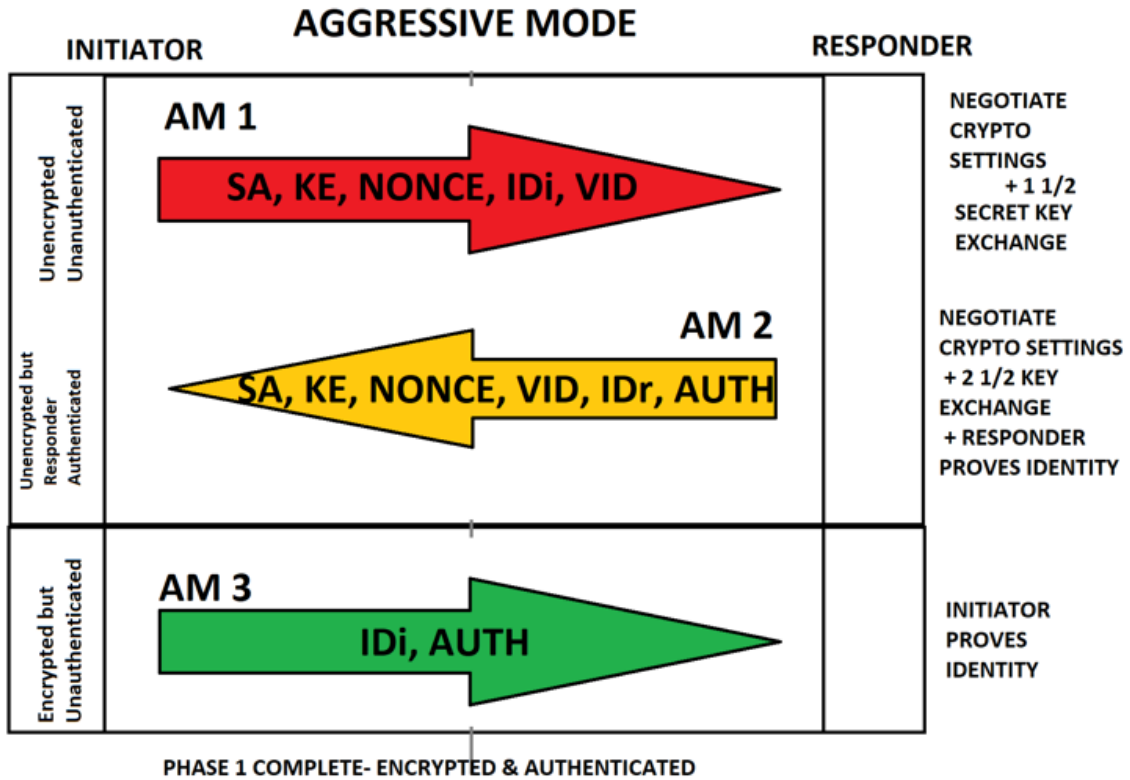 AGGRESSIVE MODE
INITIATOR
RESPONDER
Unencrypted
Unanuthenticated
AM 1
SA, KE, NONCE, IDi, VID
NEGOTIATE
CRYPTO
SETTINGS
+ 1 1/2
SECRET KEY
EXCHANGE
Unencrypted but
Responder
Authenticated
AM 2
SA, KE, NONCE, VID, IDr, AUTH
NEGOTIATE
CRYPTO SETTINGS
+ 2 1/2 KEY
EXCHANGE
+ RESPONDER
PROVES IDENTITY
Encrypted but
Unauthenticated
AM 3
IDi, AUTH
INITIATOR
PROVES
IDENTITY
PHASE 1 COMPLETE- ENCRYPTED & AUTHENTICATED